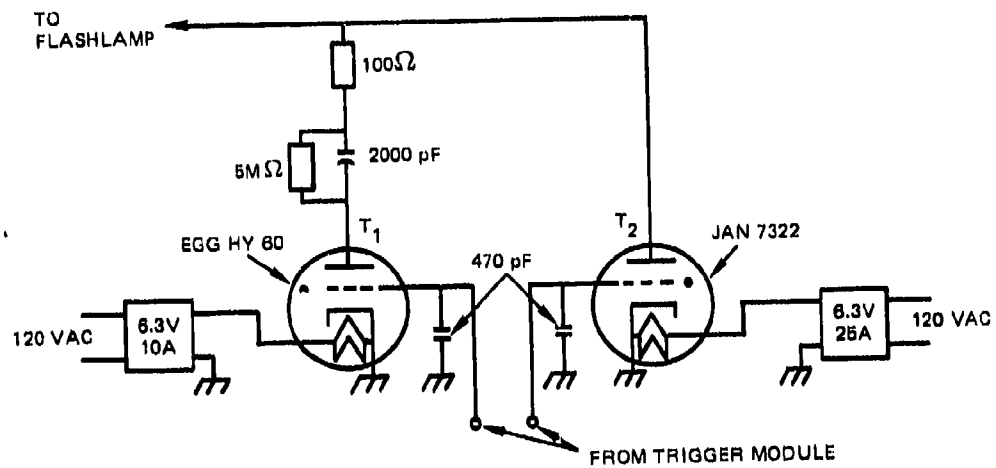 TO
FLASHLAMP
100Ω
5MΩ
2000 pF
T1
T2
EGG HY 60
JAN 7322
470 pF
120 VAC
6.3V
10A
6.3V
25A
120 VAC
FROM TRIGGER MODULE